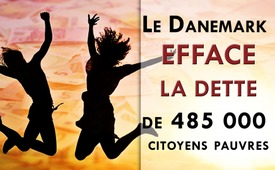 Le Danemark
EFFACE
LA DETTE
DE 485 000
CITOYENS PAUVRES